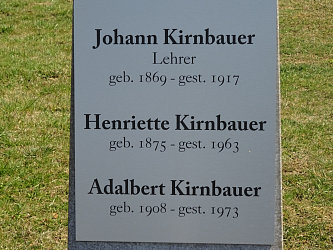 Johann Kirnbauer
Lehrer
geb. 1869 - gest. 1917
Henriette Kirnbauer
geb. 1875 - gest. 1963
Adalbert Kirnbauer
geb. 1908 - gest. 1973